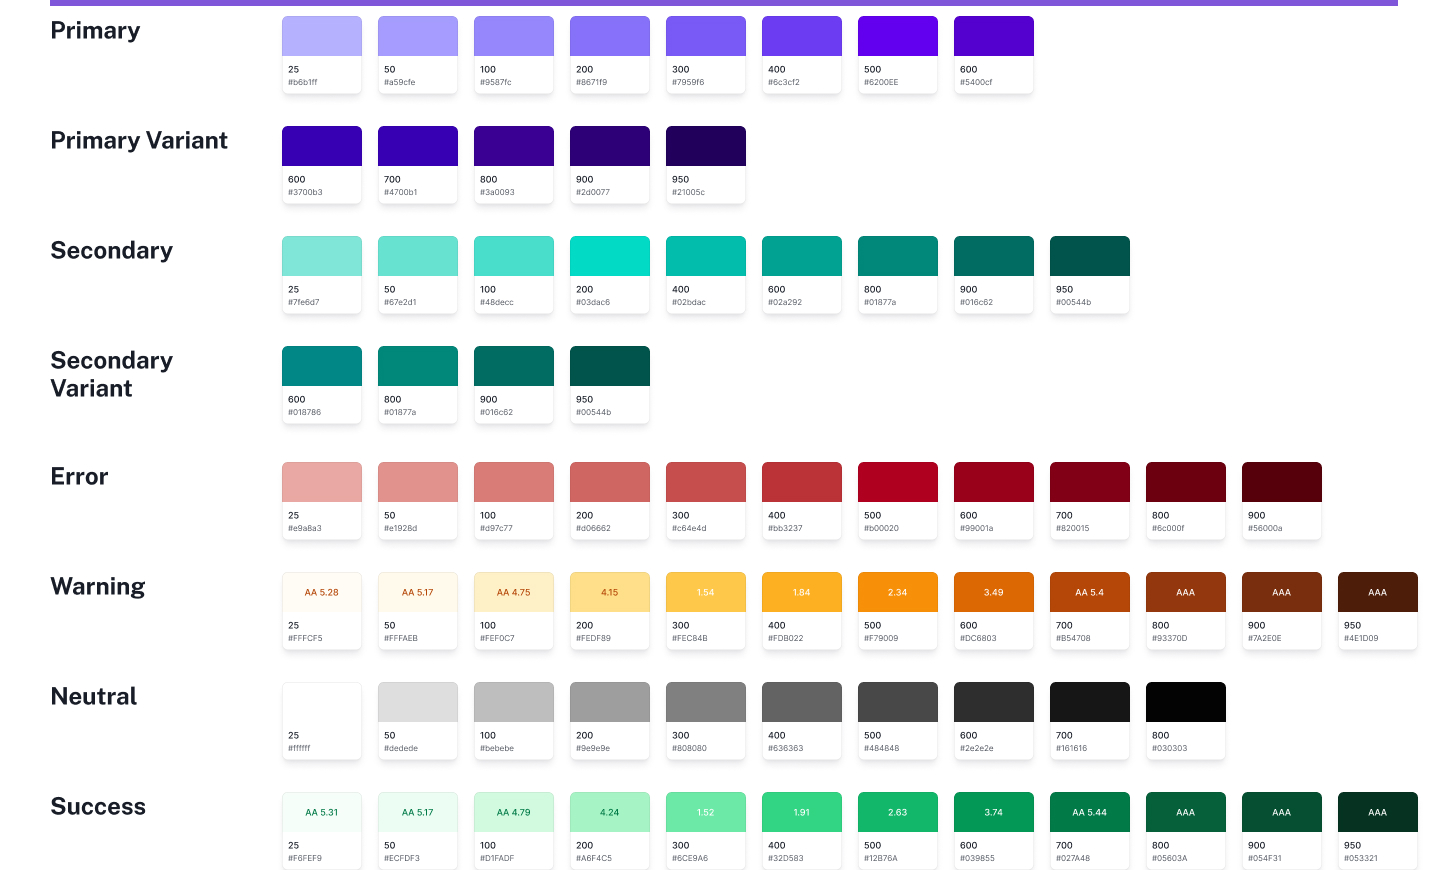 Primary
25 50 100 200 300 400 500 600
#b6b1ff #a59cfe #9587fc #8671f9 #7959f6 #6c3cf2 #6200EE #5400cf
Primary Variant
600 700 800 900 950
#3700b3 #4700b1 #3a0093 #2d0077 #21005c
Secondary
25 50 100 200 400 600 800 900 950
#7fe6d7 #67e2d1 #48decc #03dac6 #02bdac #02a292 #01877a #016c62 #00544b
Secondary
Variant
600 800 900 950
#018786 #01877a #016c62 #00544b
Error
25 50 100 200 300 400 500 600 700 800 900
#e9a8a3 #e1928d #d97c77 #d06662 #c64e4d #bb3237 #b00020 #99001a #820015 #6c000f #56000a
Warning
AA 5.28 AA 5.17 AA 4.75 4.15 1.54 1.84 2.34 3.49 AA 5.4 AAA AAA AAA
25 50 100 200 300 400 500 600 700 800 900 950
#FFFCF5 #FFFAEB #FEF0C7 #FEDF89 #FEC84B #FDB022 #F79009 #DC6803 #B54708 #93370D #7A2E0E #4E1D09
Neutral
25 50 100 200 300 400 500 600 700 800
#ffffff #dedede #bebebe #9e9e9e #808080 #636363 #484848 #2e2e2e #161616 #030303
Success
AA 5.31 AA 5.17 AA 4.79 4.24 1.52 1.91 2.63 3.74 AA 5.44 AAA AAA AAA
25 50 100 200 300 400 500 600 700 800 900 950
#F6FEF9 #ECFDF3 #D1FADF #A6F4C5 #6CE9A6 #32D583 #12B76A #039855 #027A48 #05603A #054F31 #053321